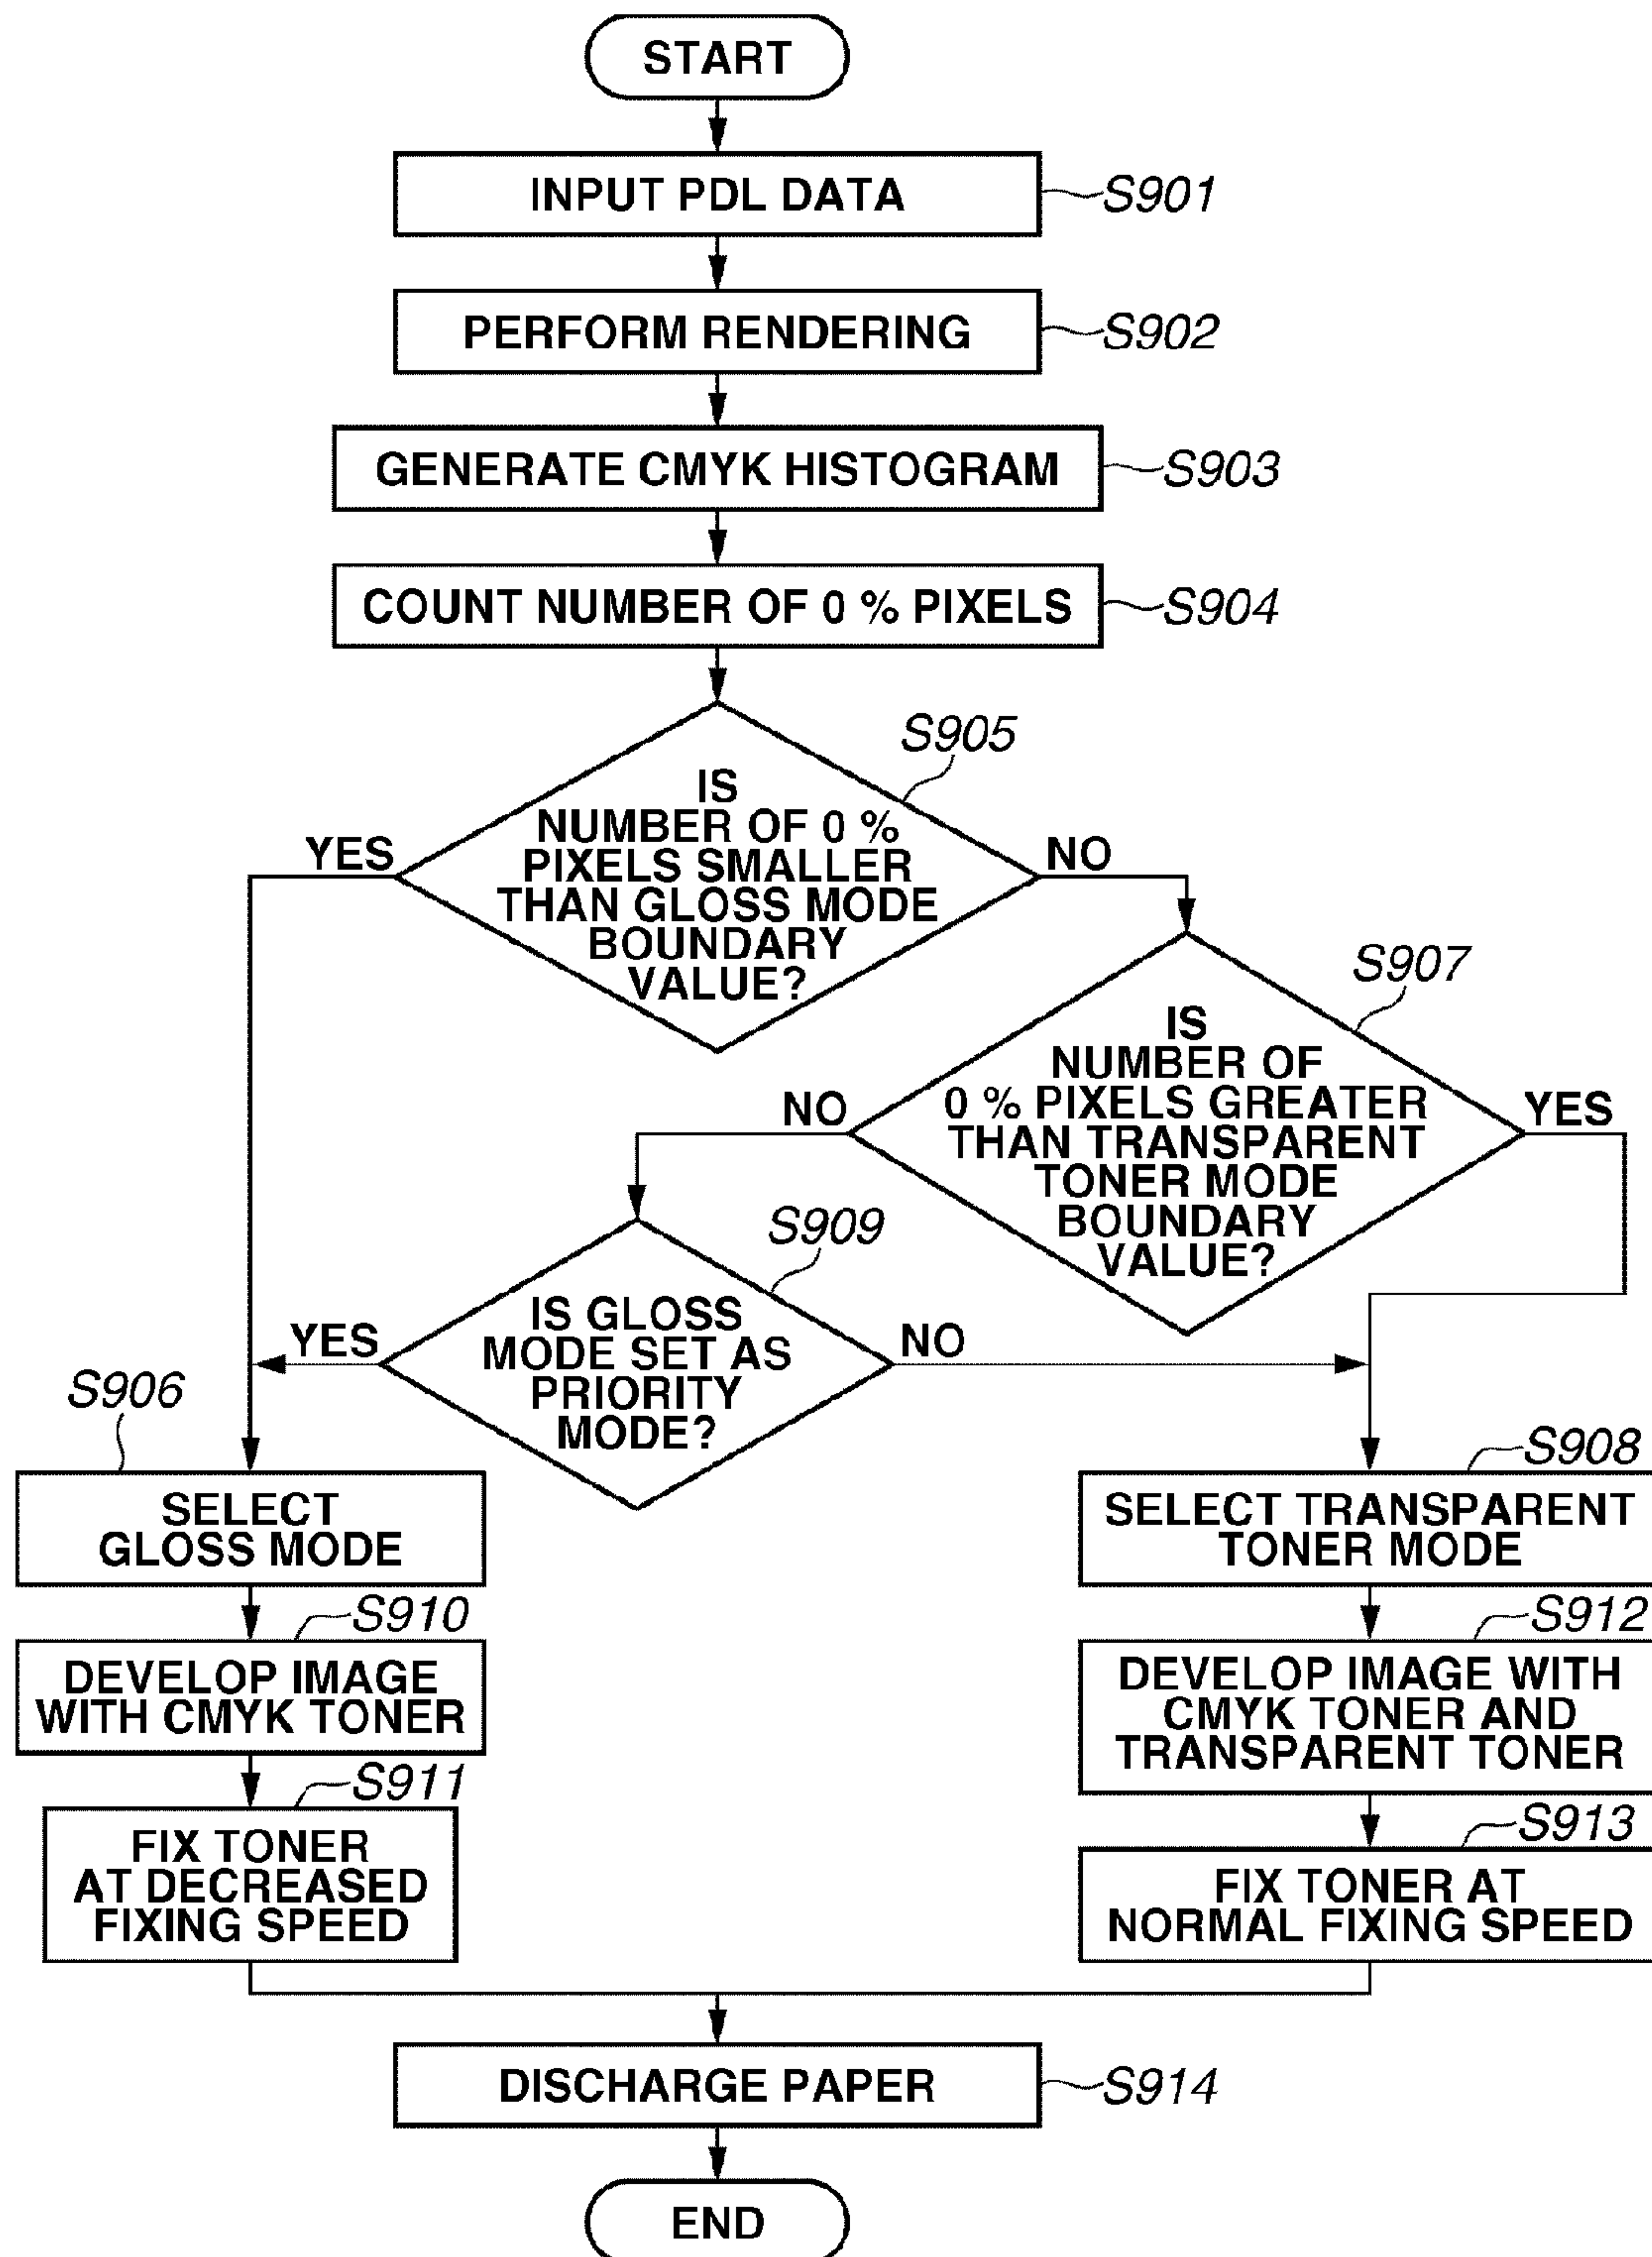 START
INPUT PDL DATA
S901
PERFORM RENDERING
S902
GENERATE CMYK HISTOGRAM
S903
COUNT NUMBER OF 0 % PIXELS
S904
S905
IS
NUMBER OF 0 %
PIXELS SMALLER
THAN GLOSS MODE
BOUNDARY
VALUE?
YES
NO
S907
IS
NUMBER OF
0 % PIXELS GREATER
THAN TRANSPARENT
TONER MODE
BOUNDARY
VALUE?
NO
YES
S909
IS GLOSS
MODE SET AS
PRIORITY
MODE?
YES
NO
S906
SELECT
GLOSS MODE
S908
SELECT TRANSPARENT
TONER MODE
S910
DEVELOP IMAGE
WITH CMYK TONER
S912
DEVELOP IMAGE WITH
CMYK TONER AND
TRANSPARENT TONER
S911
FIX TONER
AT DECREASED
FIXING SPEED
S913
FIX TONER AT
NORMAL FIXING SPEED
DISCHARGE PAPER
S914
END